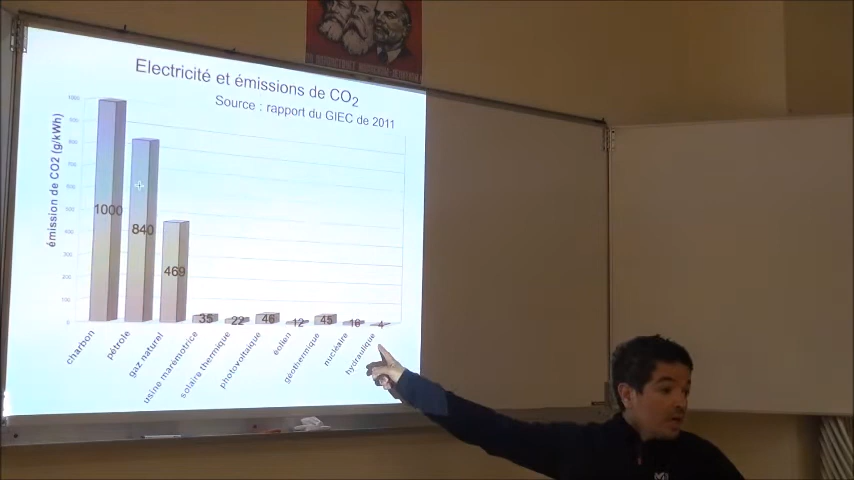 Electricité et émissions de CO2
Source : rapport du GIEC de 2011
émission de CO2 (g/kWh)
1000
840
469
35
22
46
12
45
16
4
charbon
pétrole
gaz naturel
usine marémotrice
solaire thermique
photovoltaique
éolien
géothermique
nucléaire
hydraulique